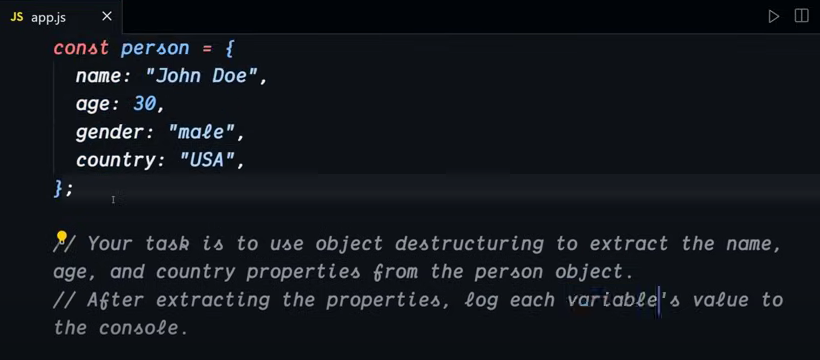 JS app.js
const person = {
name: "John Doe",
age: 30,
gender: "male",
country: "USA",
};
// Your task is to use object destructuring to extract the name,
age, and country properties from the person object.
// After extracting the properties, log each variable's value to
the console.